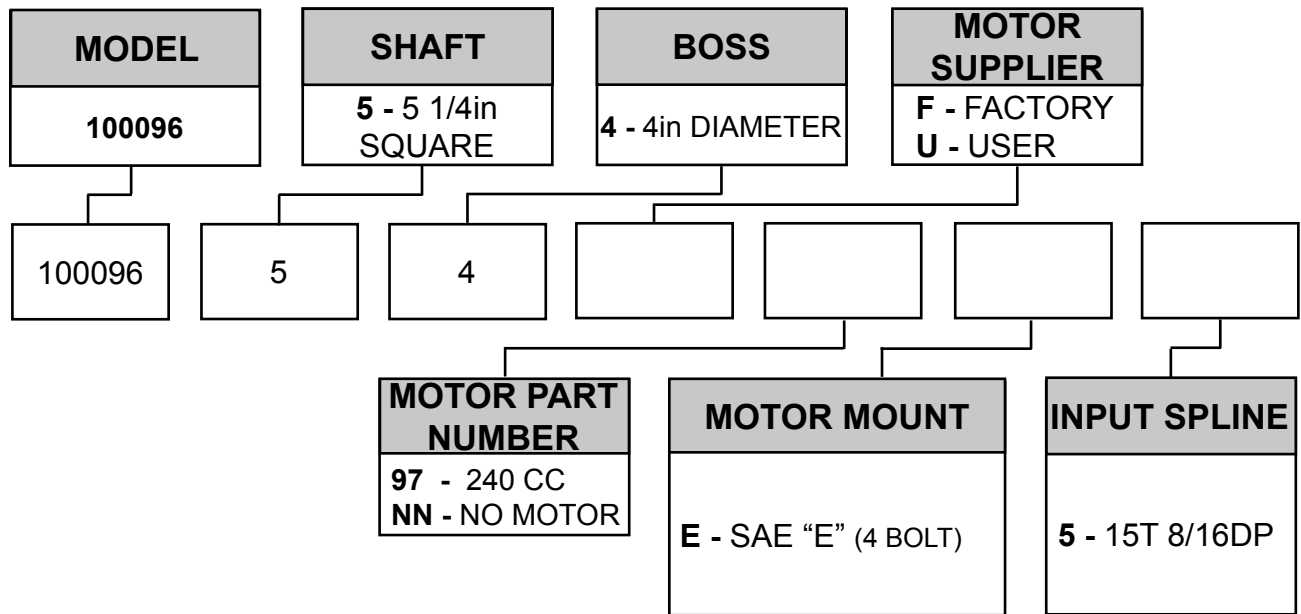 MODEL
100096
SHAFT
5 - 5 1/4in
SQUARE
BOSS
4 - 4in DIAMETER
MOTOR
SUPPLIER
F - FACTORY
U - USER
100096
5
4
MOTOR PART
NUMBER
97 - 240 CC
NN - NO MOTOR
MOTOR MOUNT
E - SAE “E” (4 BOLT)
INPUT SPLINE
5 - 15T 8/16DP